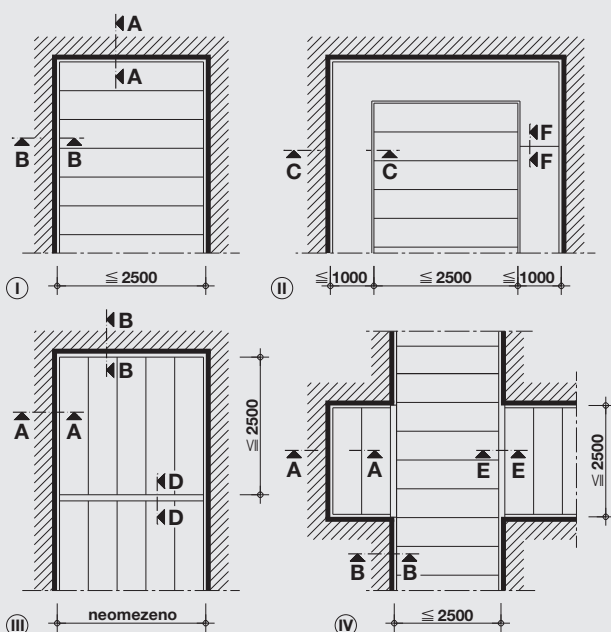 A
A
B B
≦ 2500
I
F
F
C C
≦1000 ≦ 2500 ≦1000
II
B
B
A A
≦ 2500
D
D
neomezeno
III
A A E E
≦ 2500
B B
≦ 2500
IV